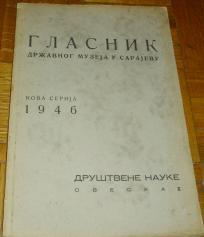 ГЛАСНИК
ДРЖАВНОГ МУЗЕЈА У САРАЈЕВУ
НОВА СЕРИЈА
1946
ДРУШТВЕНЕ НАУКЕ
СВЕСКА I